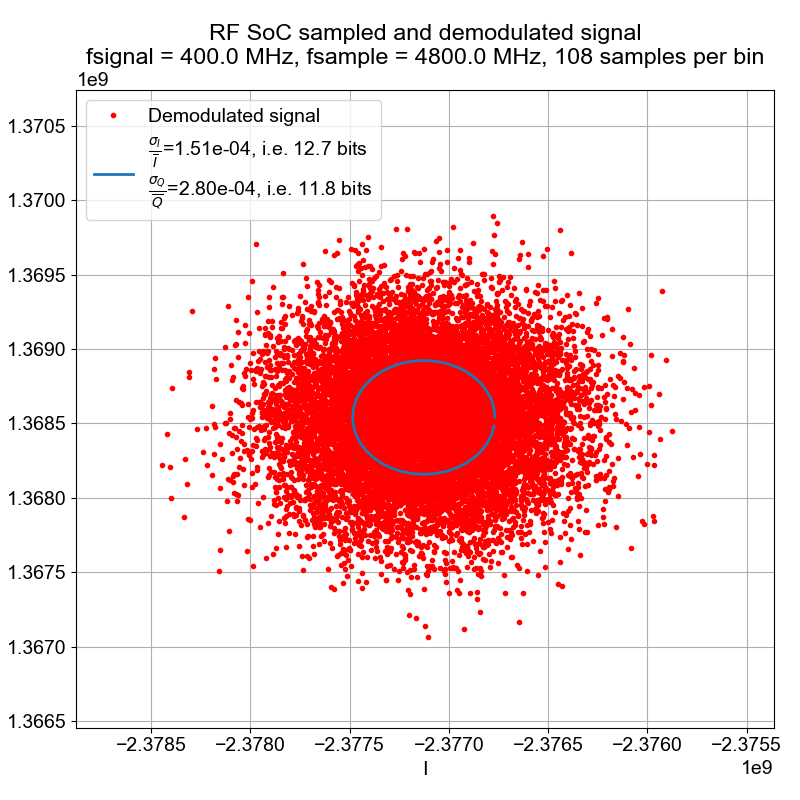 RF SoC sampled and demodulated signal
fsignal = 400.0 MHz, fsample = 4800.0 MHz, 108 samples per bin
1e9
Demodulated signal
σ_I/Ī=1.51e-04, i.e. 12.7 bits
σ_Q/Q̅=2.80e-04, i.e. 11.8 bits
1.3705
1.3700
1.3695
1.3690
1.3685
1.3680
1.3675
1.3670
1.3665
−2.3785 −2.3780 −2.3775 −2.3770 −2.3765 −2.3760 −2.3755
I
1e9